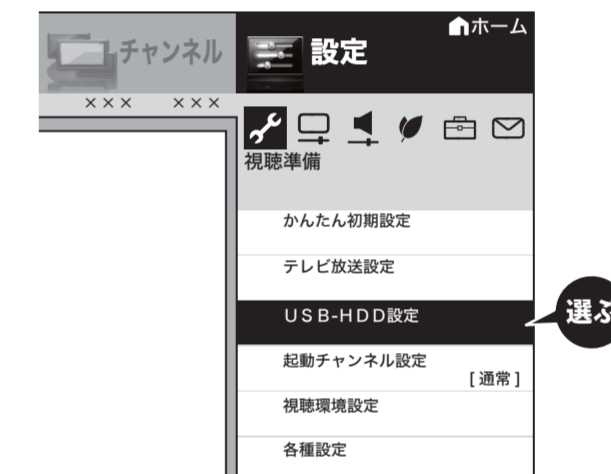 ホーム
チャンネル
設定
××× ×××
視聴準備
かんたん初期設定
テレビ放送設定
USB-HDD設定
選ぶ
起動チャンネル設定
[通常]
視聴環境設定
各種設定